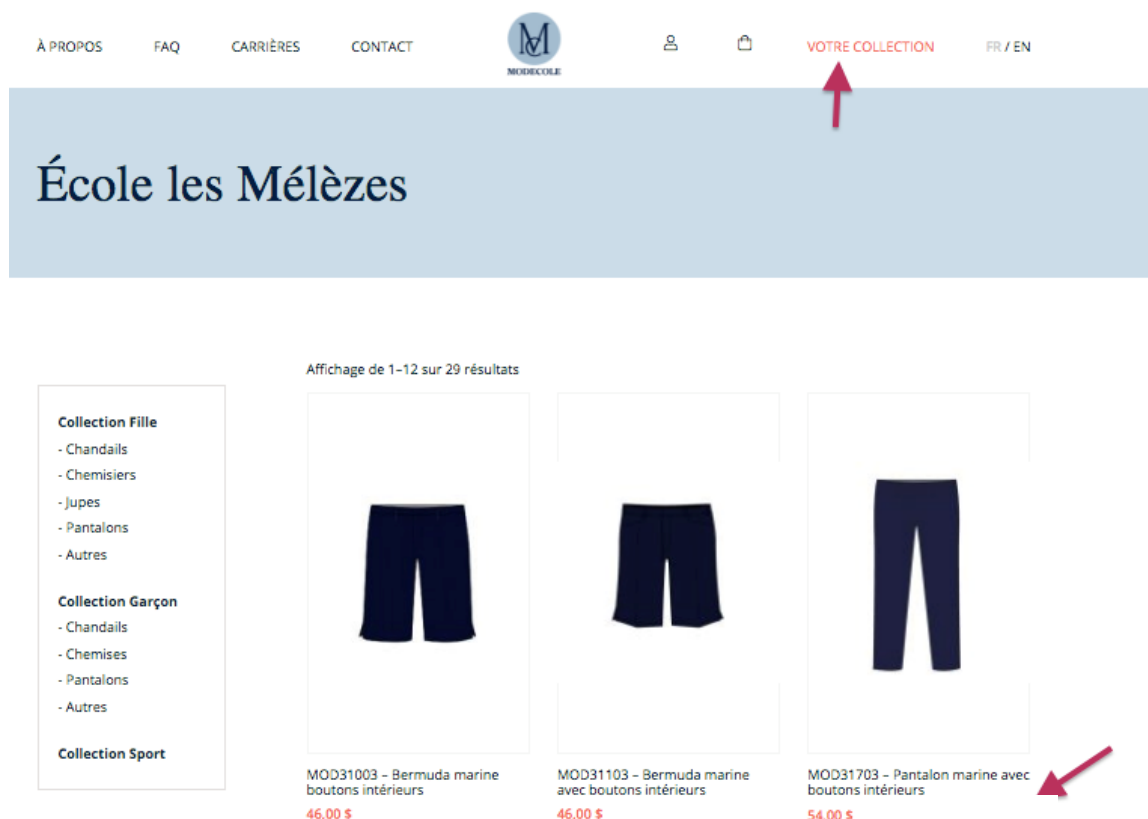 À PROPOS FAQ CARRIÈRES CONTACT MODECOLE VOTRE COLLECTION FR / EN
École les Mélèzes
Affichage de 1–12 sur 29 résultats
Collection Fille
- Chandails
- Chemisiers
- Jupes
- Pantalons
- Autres
Collection Garçon
- Chandails
- Chemises
- Pantalons
- Autres
Collection Sport
MOD31003 – Bermuda marine
boutons intérieurs
46.00 $
MOD31103 – Bermuda marine
avec boutons intérieurs
46.00 $
MOD31703 – Pantalon marine avec
boutons intérieurs
54.00 $